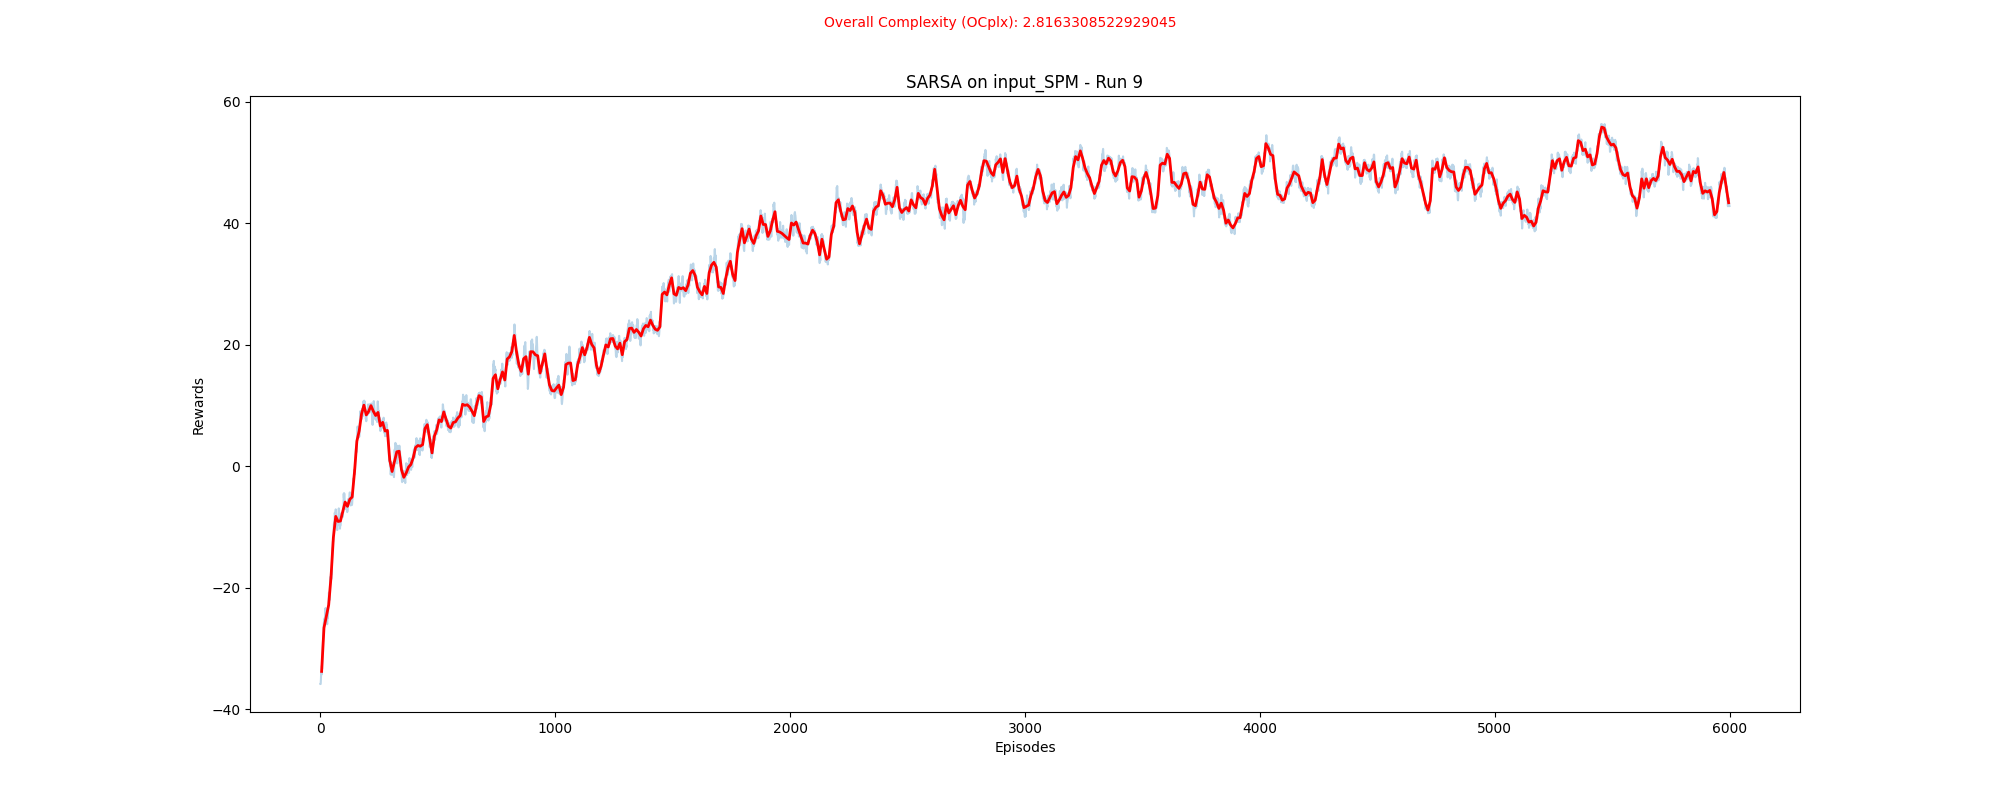 Overall Complexity (OCplx): 2.8163308522929045
SARSA on input_SPM - Run 9
60
40
20
0
−20
−40
Rewards
0 1000 2000 3000 4000 5000 6000
Episodes